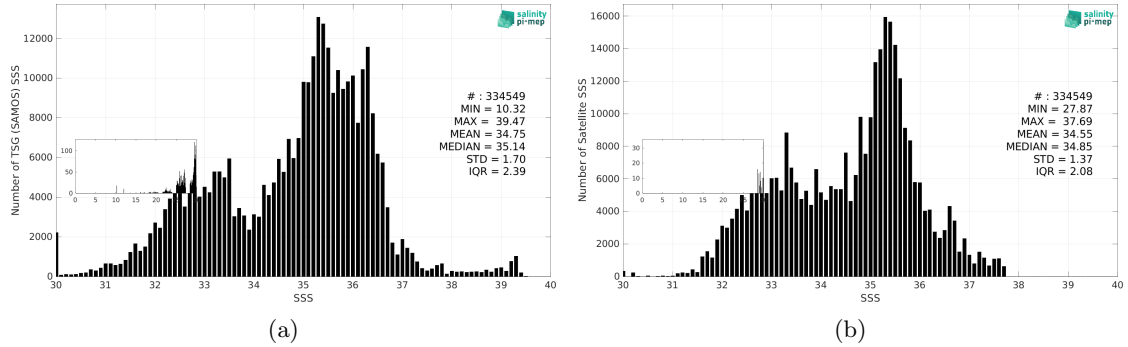 salinity
pi-mep
12000
10000
8000
6000
4000
2000
0
Number of TSG (SAMOS) SSS
# : 334549
MIN = 10.32
MAX = 39.47
MEAN = 34.75
MEDIAN = 35.14
STD = 1.70
IQR = 2.39
100
50
0
0 5 10 15 20 25 30
30 31 32 33 34 35 36 37 38 39 40
SSS
(a)
salinity
pi-mep
16000
14000
12000
10000
8000
6000
4000
2000
0
Number of Satellite SSS
# : 334549
MIN = 27.87
MAX = 37.69
MEAN = 34.55
MEDIAN = 34.85
STD = 1.37
IQR = 2.08
30
20
10
0
0 5 10 15 20 25 30
30 31 32 33 34 35 36 37 38 39 40
SSS
(b)